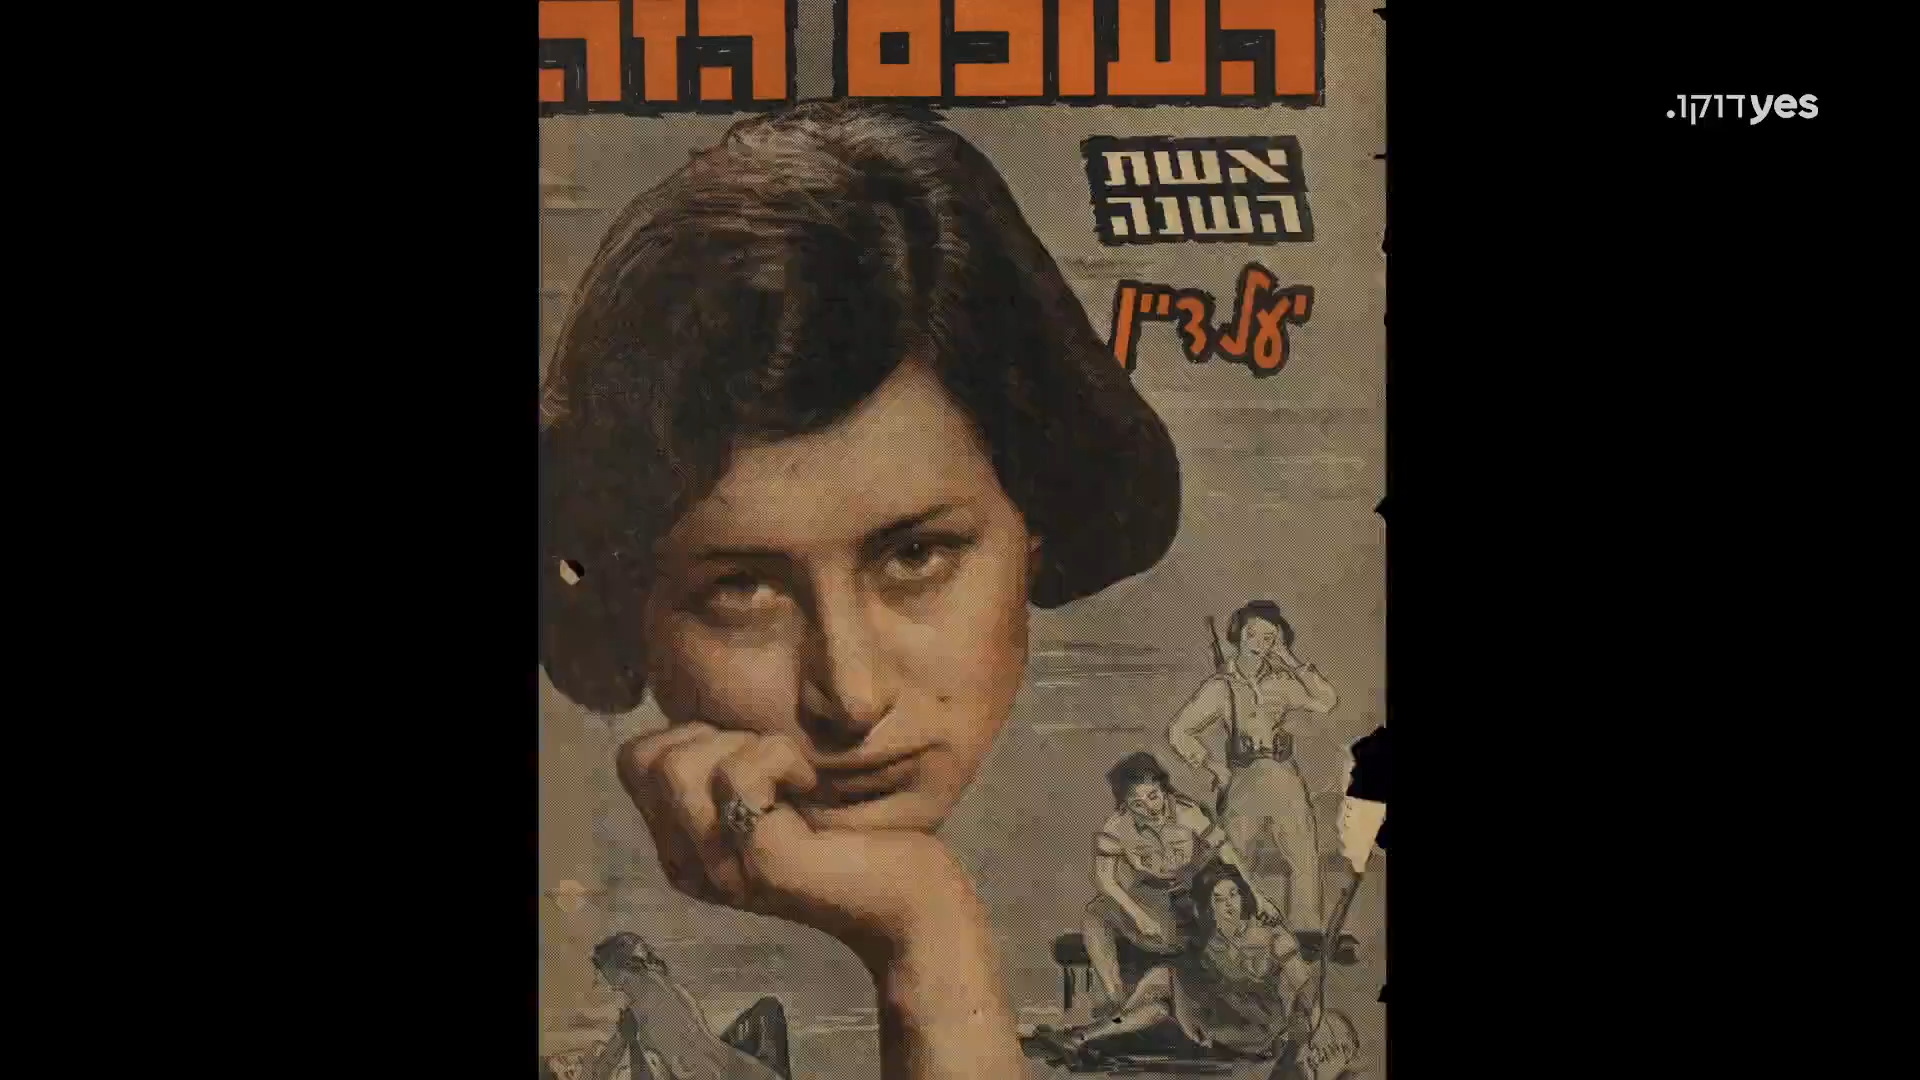 העולם הזה
yesדוקו.
אשת
השנה
יעל דיין